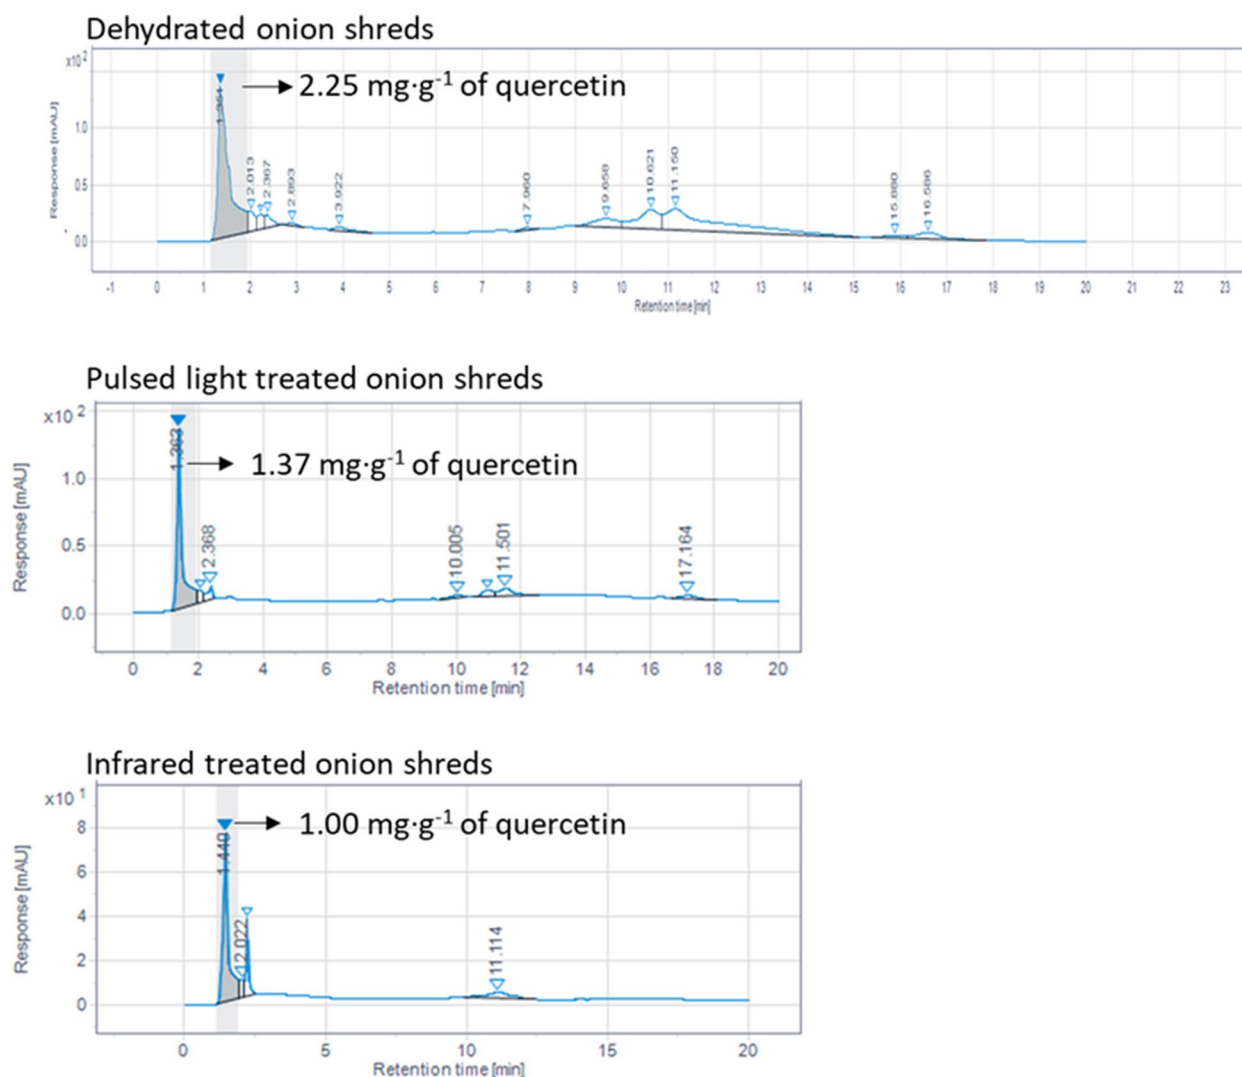 Dehydrated onion shreds
x10²
Response [mAU]
1.0
0.5
0.0
2.25 mg·g⁻¹ of quercetin
2.013
2.367
2.893
3.922
7.960
9.658
10.621
11.150
15.880
16.586
-1 0 1 2 3 4 5 6 7 8 9 10 11 12 13 14 15 16 17 18 19 20 21 22 23
Retention time [min]
Pulsed light treated onion shreds
x10 2
Response [mAU]
1.0
0.5
0.0
1.363
1.37 mg·g⁻¹ of quercetin
2.368
10.005
11.501
17.164
0 2 4 6 8 10 12 14 16 18 20
Retention time [min]
Infrared treated onion shreds
x10 1
Response [mAU]
8
6
4
2
0
1.00 mg·g⁻¹ of quercetin
2.022
11.114
0 5 10 15 20
Retention time [min]